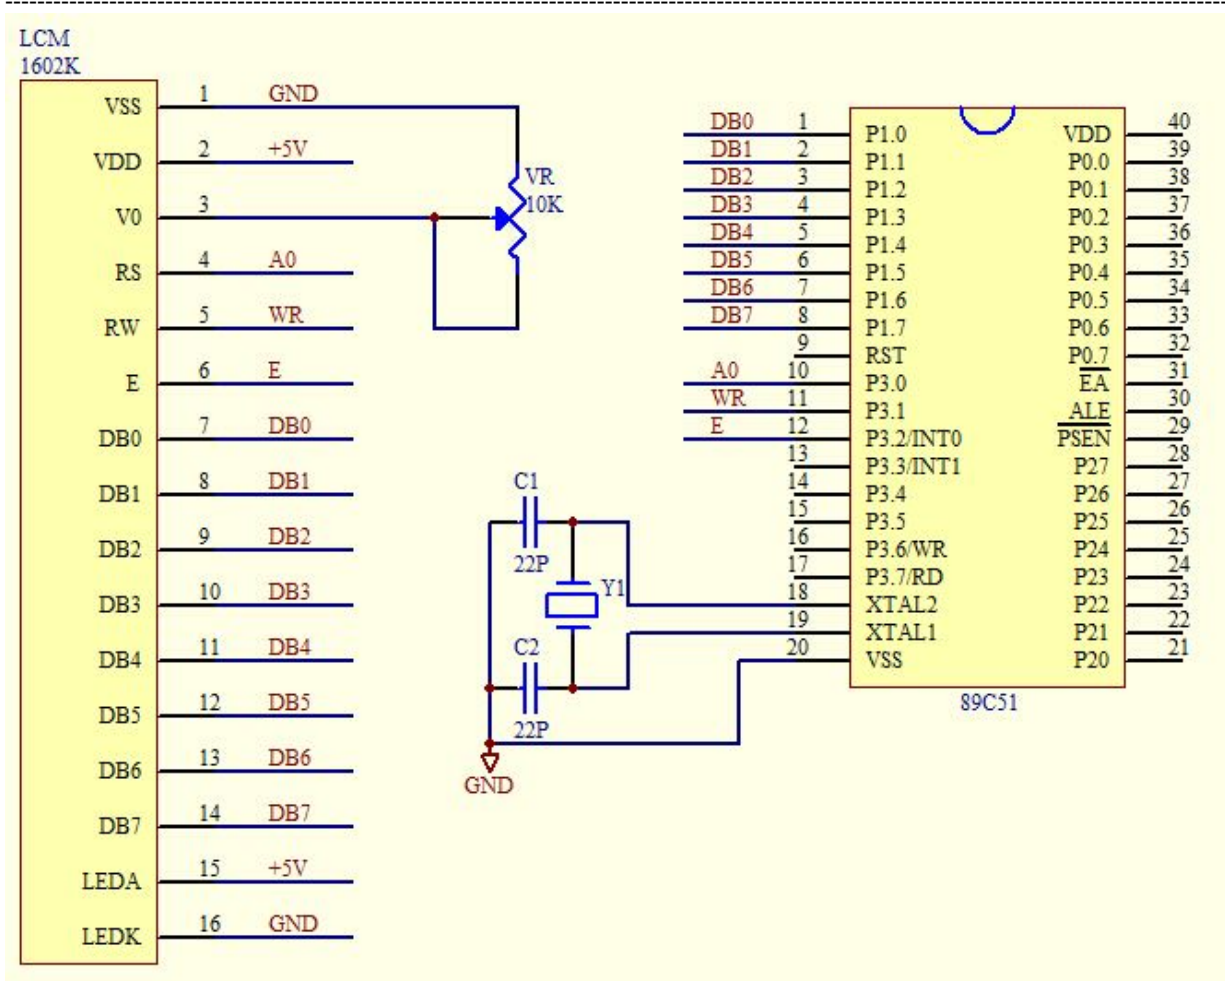 LCM
1602K
VSS 1 GND
VDD 2 +5V
V0 3
RS 4 A0
RW 5 WR
E 6 E
DB0 7 DB0
DB1 8 DB1
DB2 9 DB2
DB3 10 DB3
DB4 11 DB4
DB5 12 DB5
DB6 13 DB6
DB7 14 DB7
LEDA 15 +5V
LEDK 16 GND
VR
10K
C1
22P
Y1
C2
22P
GND
DB0 1 P1.0 VDD 40
DB1 2 P1.1 P0.0 39
DB2 3 P1.2 P0.1 38
DB3 4 P1.3 P0.2 37
DB4 5 P1.4 P0.3 36
DB5 6 P1.5 P0.4 35
DB6 7 P1.6 P0.5 34
DB7 8 P1.7 P0.6 33
9 RST P0.7 32
A0 10 P3.0 EA 31
WR 11 P3.1 ALE 30
E 12 P3.2/INT0 PSEN 29
13 P3.3/INT1 P27 28
14 P3.4 P26 27
15 P3.5 P25 26
16 P3.6/WR P24 25
17 P3.7/RD P23 24
18 XTAL2 P22 23
19 XTAL1 P21 22
20 VSS P20 21
89C51